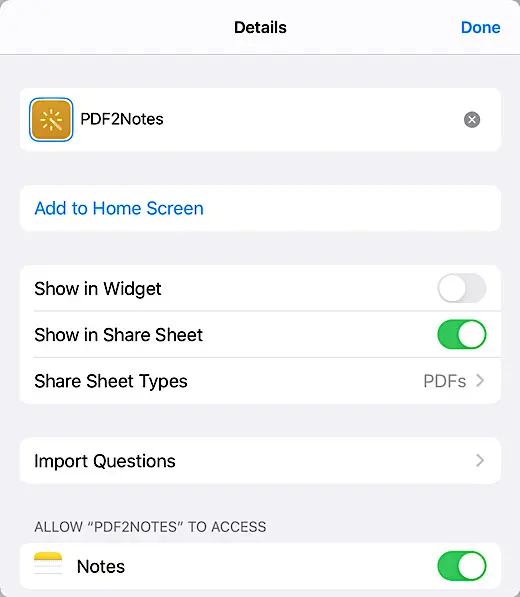 Details
Done
PDF2Notes
Add to Home Screen
Show in Widget
Show in Share Sheet
Share Sheet Types
PDFs
Import Questions
ALLOW “PDF2NOTES” TO ACCESS
Notes